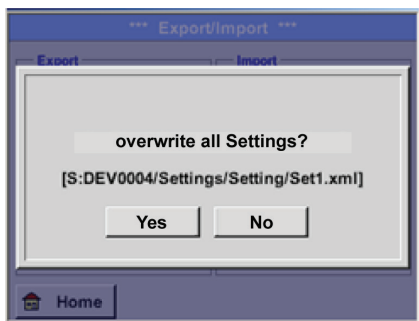 *** Export/Import ***
Export Import
overwrite all Settings?
[S:DEV0004/Settings/Setting/Set1.xml]
Yes No
Home